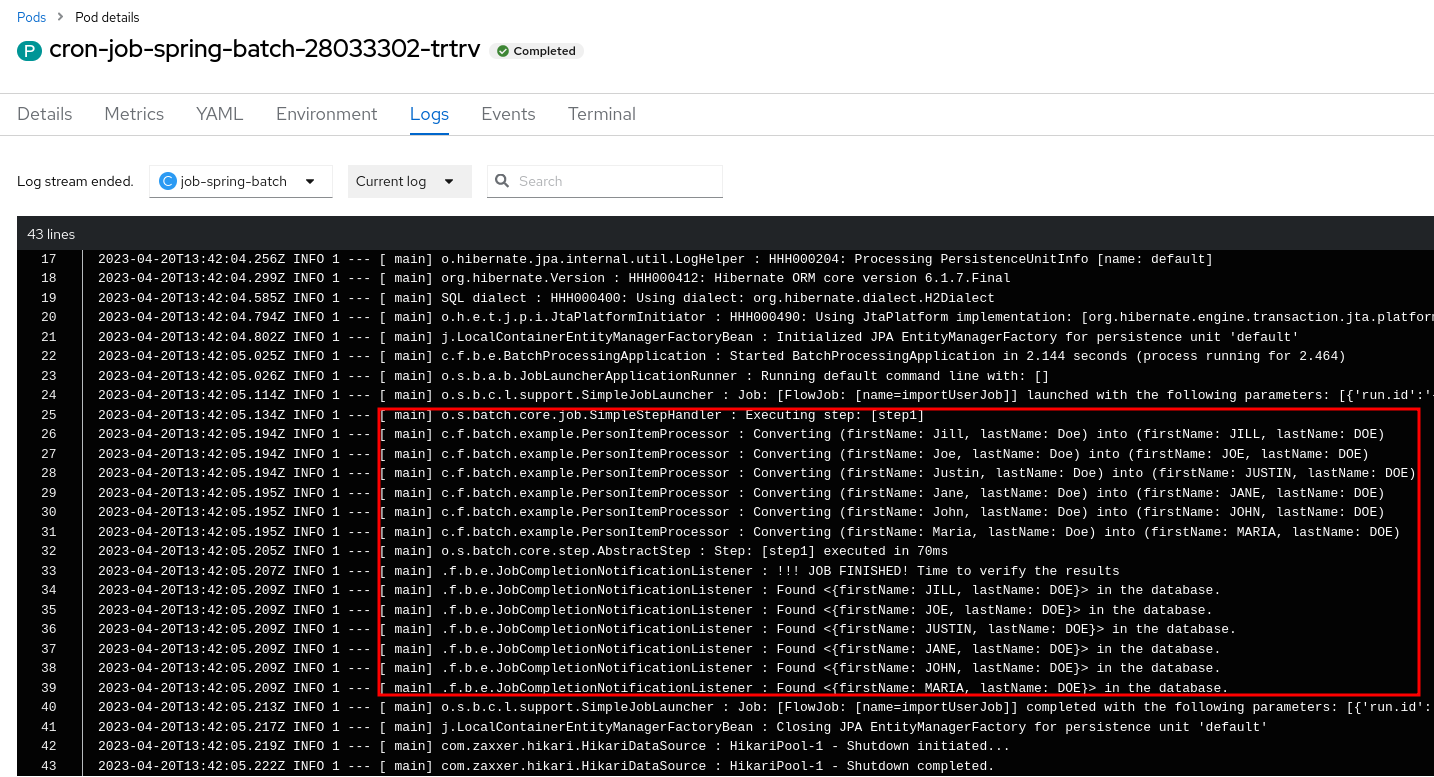 Pods > Pod details
P cron-job-spring-batch-28033302-trtrv Completed
Details Metrics YAML Environment Logs Events Terminal
Log stream ended. C job-spring-batch Current log Search
43 lines
17 2023-04-20T13:42:04.256Z INFO 1 --- [ main] o.hibernate.jpa.internal.util.LogHelper : HHH000204: Processing PersistenceUnitInfo [name: default]
18 2023-04-20T13:42:04.299Z INFO 1 --- [ main] org.hibernate.Version : HHH000412: Hibernate ORM core version 6.1.7.Final
19 2023-04-20T13:42:04.585Z INFO 1 --- [ main] SQL dialect : HHH000400: Using dialect: org.hibernate.dialect.H2Dialect
20 2023-04-20T13:42:04.794Z INFO 1 --- [ main] o.h.e.t.j.p.i.JtaPlatformInitiator : HHH000490: Using JtaPlatform implementation: [org.hibernate.engine.transaction.jta.platfor
21 2023-04-20T13:42:04.802Z INFO 1 --- [ main] j.LocalContainerEntityManagerFactoryBean : Initialized JPA EntityManagerFactory for persistence unit 'default'
22 2023-04-20T13:42:05.025Z INFO 1 --- [ main] c.f.b.e.BatchProcessingApplication : Started BatchProcessingApplication in 2.144 seconds (process running for 2.464)
23 2023-04-20T13:42:05.026Z INFO 1 --- [ main] o.s.b.a.b.JobLauncherApplicationRunner : Running default command line with: []
24 2023-04-20T13:42:05.114Z INFO 1 --- [ main] o.s.b.c.l.support.SimpleJobLauncher : Job: [FlowJob: [name=importUserJob]] launched with the following parameters: [{'run.id':'
25 2023-04-20T13:42:05.134Z INFO 1 --- [ main] o.s.batch.core.job.SimpleStepHandler : Executing step: [step1]
26 2023-04-20T13:42:05.194Z INFO 1 --- [ main] c.f.batch.example.PersonItemProcessor : Converting (firstName: Jill, lastName: Doe) into (firstName: JILL, lastName: DOE)
27 2023-04-20T13:42:05.194Z INFO 1 --- [ main] c.f.batch.example.PersonItemProcessor : Converting (firstName: Joe, lastName: Doe) into (firstName: JOE, lastName: DOE)
28 2023-04-20T13:42:05.194Z INFO 1 --- [ main] c.f.batch.example.PersonItemProcessor : Converting (firstName: Justin, lastName: Doe) into (firstName: JUSTIN, lastName: DOE)
29 2023-04-20T13:42:05.195Z INFO 1 --- [ main] c.f.batch.example.PersonItemProcessor : Converting (firstName: Jane, lastName: Doe) into (firstName: JANE, lastName: DOE)
30 2023-04-20T13:42:05.195Z INFO 1 --- [ main] c.f.batch.example.PersonItemProcessor : Converting (firstName: John, lastName: Doe) into (firstName: JOHN, lastName: DOE)
31 2023-04-20T13:42:05.195Z INFO 1 --- [ main] c.f.batch.example.PersonItemProcessor : Converting (firstName: Maria, lastName: Doe) into (firstName: MARIA, lastName: DOE)
32 2023-04-20T13:42:05.205Z INFO 1 --- [ main] o.s.batch.core.step.AbstractStep : Step: [step1] executed in 70ms
33 2023-04-20T13:42:05.207Z INFO 1 --- [ main] .f.b.e.JobCompletionNotificationListener : !!! JOB FINISHED! Time to verify the results
34 2023-04-20T13:42:05.209Z INFO 1 --- [ main] .f.b.e.JobCompletionNotificationListener : Found <{firstName: JILL, lastName: DOE}> in the database.
35 2023-04-20T13:42:05.209Z INFO 1 --- [ main] .f.b.e.JobCompletionNotificationListener : Found <{firstName: JOE, lastName: DOE}> in the database.
36 2023-04-20T13:42:05.209Z INFO 1 --- [ main] .f.b.e.JobCompletionNotificationListener : Found <{firstName: JUSTIN, lastName: DOE}> in the database.
37 2023-04-20T13:42:05.209Z INFO 1 --- [ main] .f.b.e.JobCompletionNotificationListener : Found <{firstName: JANE, lastName: DOE}> in the database.
38 2023-04-20T13:42:05.209Z INFO 1 --- [ main] .f.b.e.JobCompletionNotificationListener : Found <{firstName: JOHN, lastName: DOE}> in the database.
39 2023-04-20T13:42:05.209Z INFO 1 --- [ main] .f.b.e.JobCompletionNotificationListener : Found <{firstName: MARIA, lastName: DOE}> in the database.
40 2023-04-20T13:42:05.213Z INFO 1 --- [ main] o.s.b.c.l.support.SimpleJobLauncher : Job: [FlowJob: [name=importUserJob]] completed with the following parameters: [{'run.id':
41 2023-04-20T13:42:05.217Z INFO 1 --- [ main] j.LocalContainerEntityManagerFactoryBean : Closing JPA EntityManagerFactory for persistence unit 'default'
42 2023-04-20T13:42:05.219Z INFO 1 --- [ main] com.zaxxer.hikari.HikariDataSource : HikariPool-1 - Shutdown initiated...
43 2023-04-20T13:42:05.222Z INFO 1 --- [ main] com.zaxxer.hikari.HikariDataSource : HikariPool-1 - Shutdown completed.